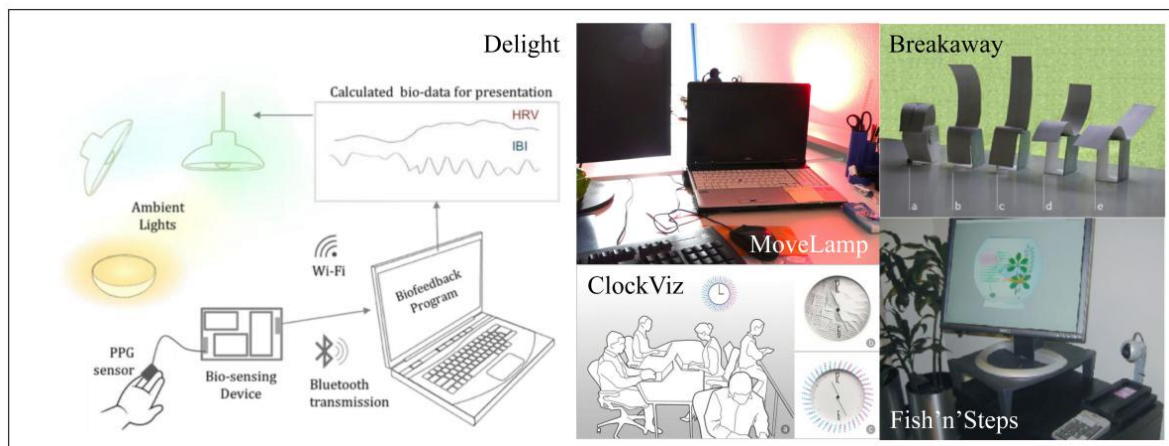 Delight
Calculated bio-data for presentation
HRV
IBI
Ambient
Lights
Wi-Fi
Biofeedback
Program
PPG
sensor
Bio-sensing
Device
Bluetooth
transmission
MoveLamp
ClockViz
a
b
c
Breakaway
a
b
c
d
e
Fish'n'Steps